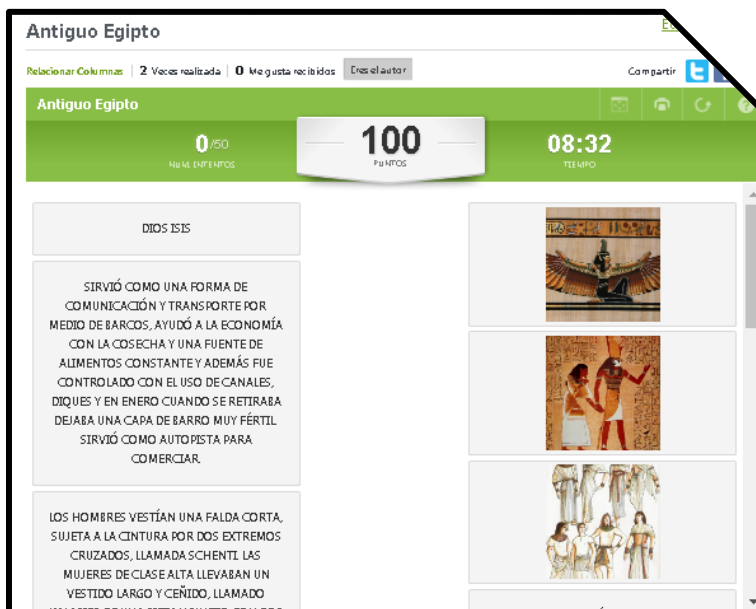 Antiguo Egipto
Relacionar Columnas | 2 Veces realizada | 0 Me gusta recibidos Eres el autor
Compartir
Antiguo Egipto
0/50
NUM. INTENTOS
100
PUNTOS
08:32
TIEMPO
DIOS ISIS
SIRVIÓ COMO UNA FORMA DE
COMUNICACIÓN Y TRANSPORTE POR
MEDIO DE BARCOS, AYUDÓ A LA ECONOMÍA
CON LA COSECHA Y UNA FUENTE DE
ALIMENTOS CONSTANTE Y ADEMÁS FUE
CONTROLADO CON EL USO DE CANALES,
DIQUES Y EN ENERO CUANDO SE RETIRABA
DEJABA UNA CAPA DE BARRO MUY FÉRTIL
SIRVIÓ COMO AUTOPISTA PARA
COMERCIAR.
LOS HOMBRES VESTÍAN UNA FALDA CORTA,
SUJETA A LA CINTURA POR DOS EXTREMOS
CRUZADOS, LLAMADA SCHENTI. LAS
MUJERES DE CLASE ALTA LLEVABAN UN
VESTIDO LARGO Y CEÑIDO, LLAMADO